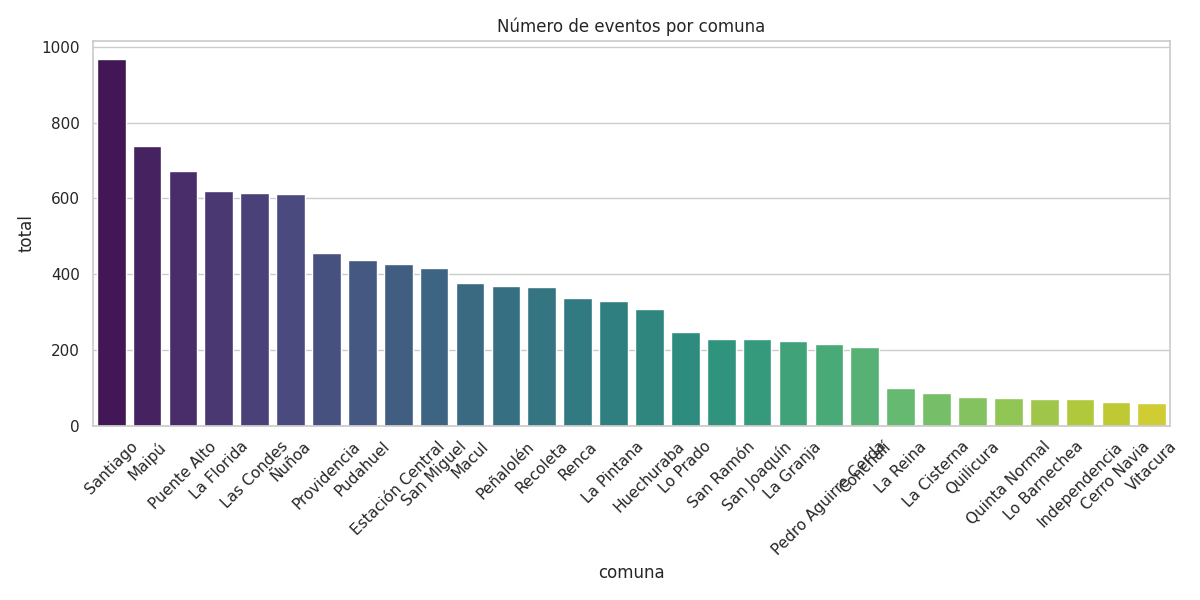 Número de eventos por comuna
total
1000
800
600
400
200
0
Santiago
Maipú
Puente Alto
La Florida
Las Condes
Ñuñoa
Providencia
Pudahuel
Estación Central
San Miguel
Macul
Peñalolén
Recoleta
Renca
La Pintana
Huechuraba
Lo Prado
San Ramón
San Joaquín
La Granja
Pedro Aguirre Cerda
Conchalí
La Reina
La Cisterna
Quilicura
Quinta Normal
Lo Barnechea
Independencia
Cerro Navia
Vitacura
comuna